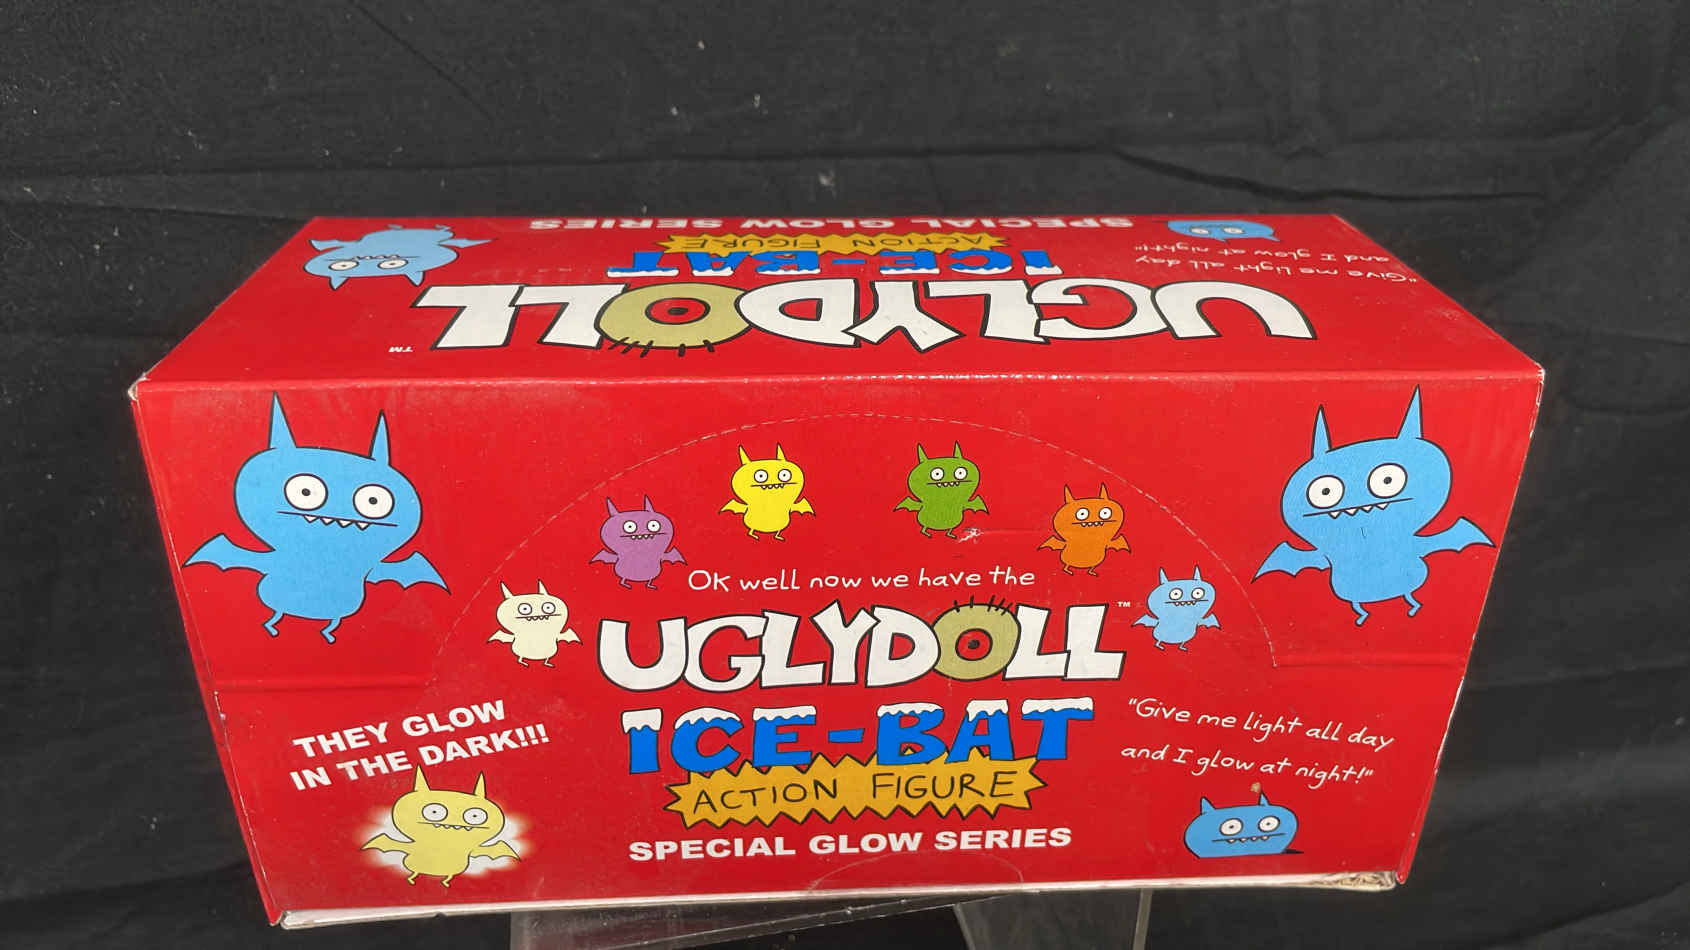 SPECIAL GLOW SERIES
ACTION FIGURE
ICE-BAT
"Give me light all day
and I glow at night!"
UGLYDOLL
TM
OK well now we have the
UGLYDOLL TM
ICE-BAT
ACTION FIGURE
SPECIAL GLOW SERIES
THEY GLOW
IN THE DARK!!!
"Give me light all day
and I glow at night!"